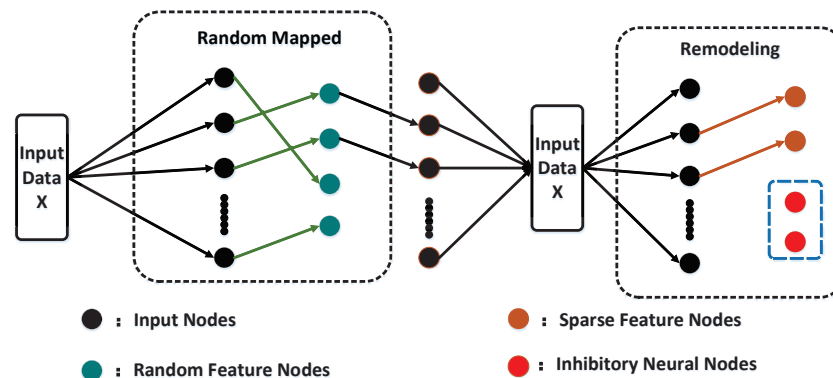 Random Mapped
Remodeling
Input
Data
X
Input
Data
X
: Input Nodes
: Sparse Feature Nodes
: Random Feature Nodes
: Inhibitory Neural Nodes